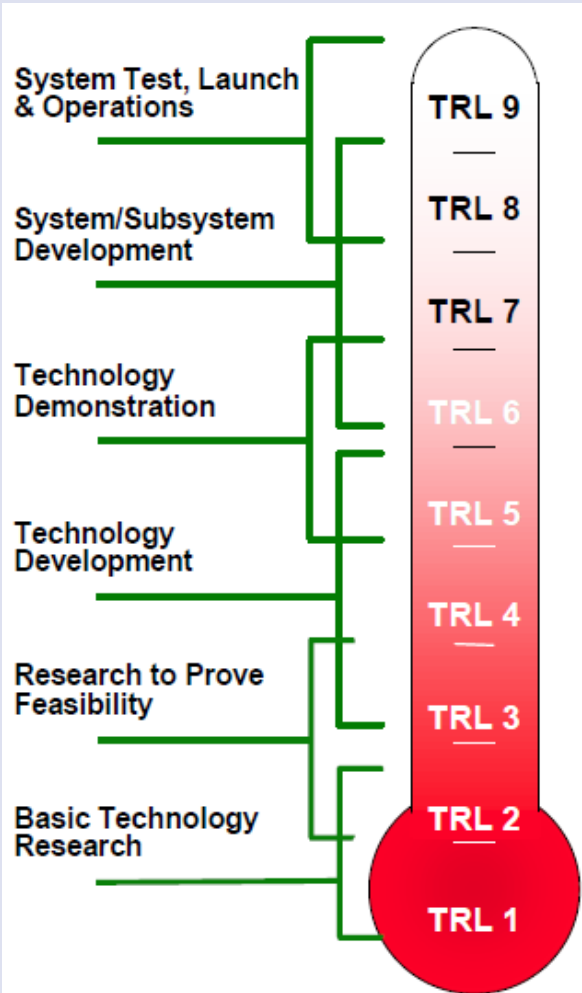 System Test, Launch
& Operations
System/Subsystem
Development
Technology
Demonstration
Technology
Development
Research to Prove
Feasibility
Basic Technology
Research
TRL 9
TRL 8
TRL 7
TRL 6
TRL 5
TRL 4
TRL 3
TRL 2
TRL 1